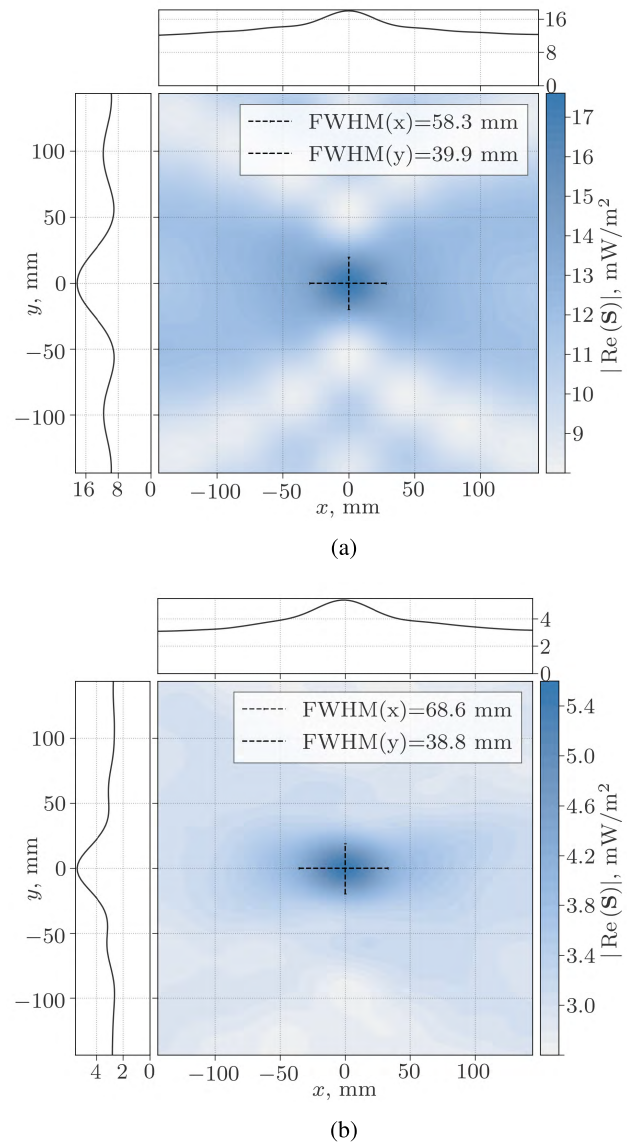 16
8
0
FWHM(x)=58.3 mm
FWHM(y)=39.9 mm
100
50
0
−50
−100
y, mm
16 8 0
−100 −50 0 50 100
x, mm
17
16
15
14
13
12
11
10
9
| Re (S)|, mW/m²
(a)
4
2
0
FWHM(x)=68.6 mm
FWHM(y)=38.8 mm
100
50
0
−50
−100
y, mm
4 2 0
−100 −50 0 50 100
x, mm
5.4
5.0
4.6
4.2
3.8
3.4
3.0
| Re (S)|, mW/m²
(b)